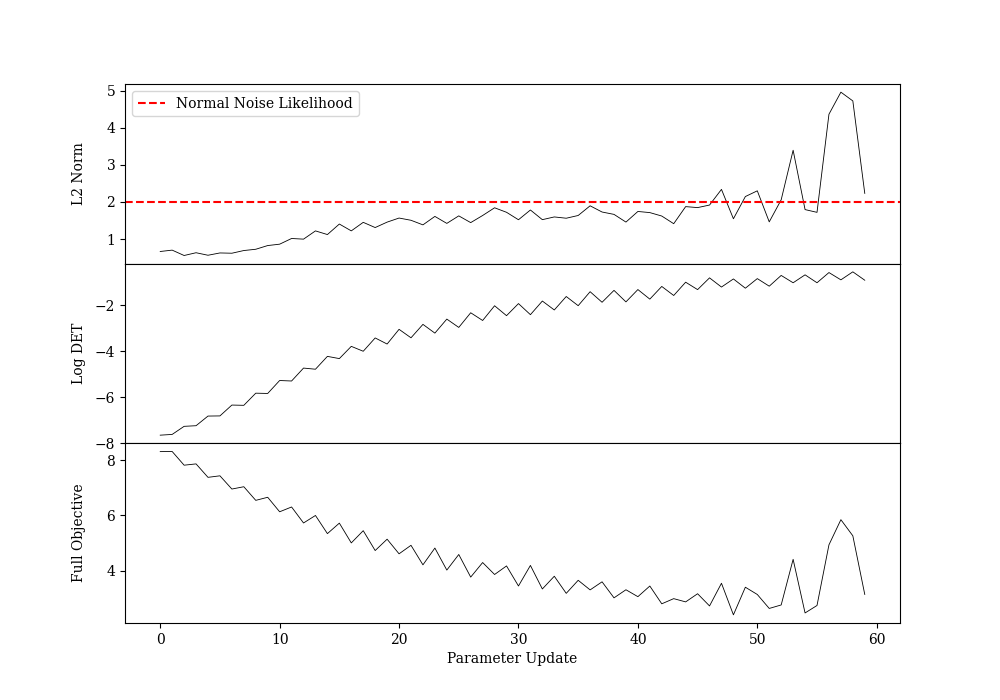 Normal Noise Likelihood
5
4
3
2
1
L2 Norm
−2
−4
−6
−8
Log DET
8
6
4
Full Objective
0 10 20 30 40 50 60
Parameter Update